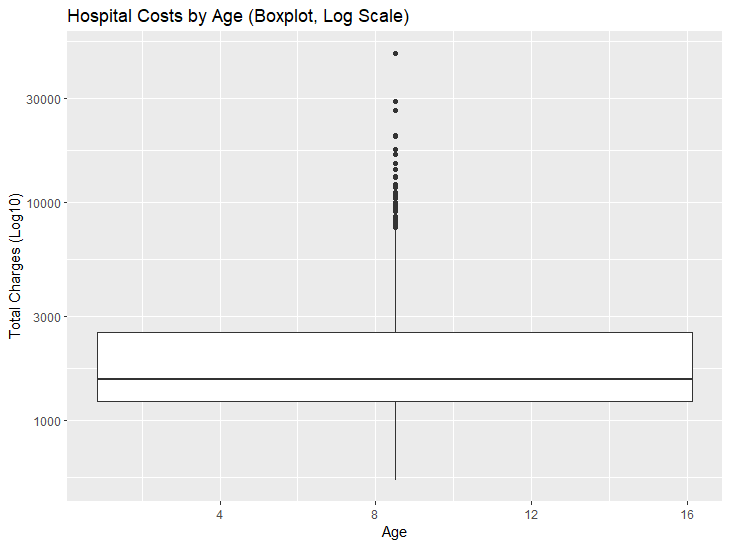 Hospital Costs by Age (Boxplot, Log Scale)
Total Charges (Log10)
30000
10000
3000
1000
4
8
12
16
Age